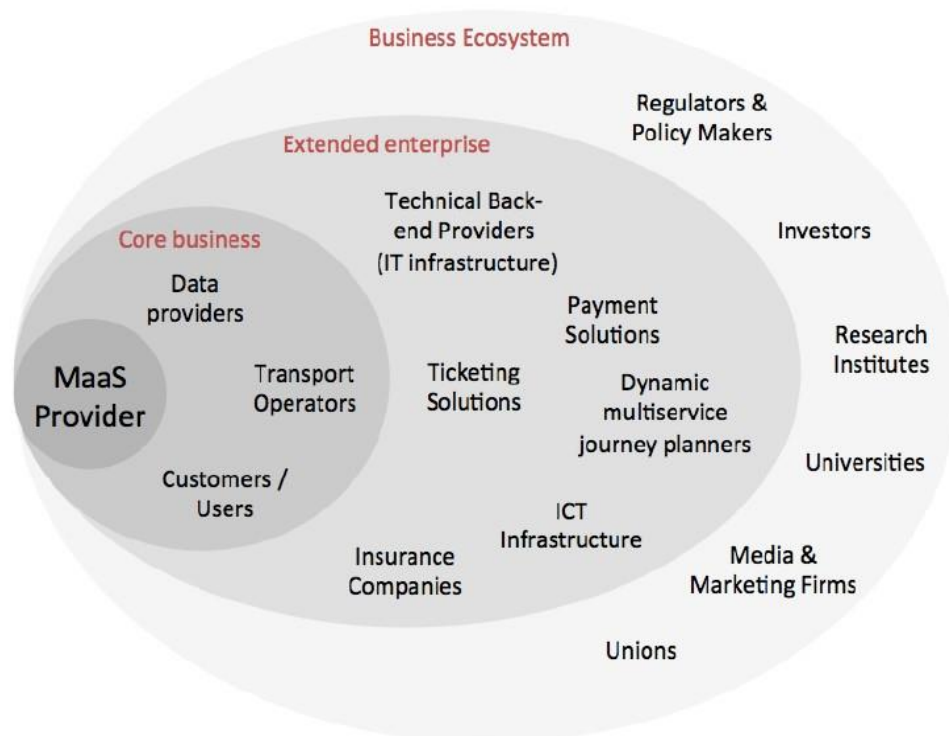 Business Ecosystem
Regulators &
Policy Makers
Extended enterprise
Technical Back-
end Providers
(IT infrastructure)
Investors
Core business
Data
providers
Payment
Solutions
Research
Institutes
MaaS
Provider
Transport
Operators
Ticketing
Solutions
Dynamic
multiservice
journey planners
Universities
Customers /
Users
ICT
Infrastructure
Insurance
Companies
Media &
Marketing Firms
Unions